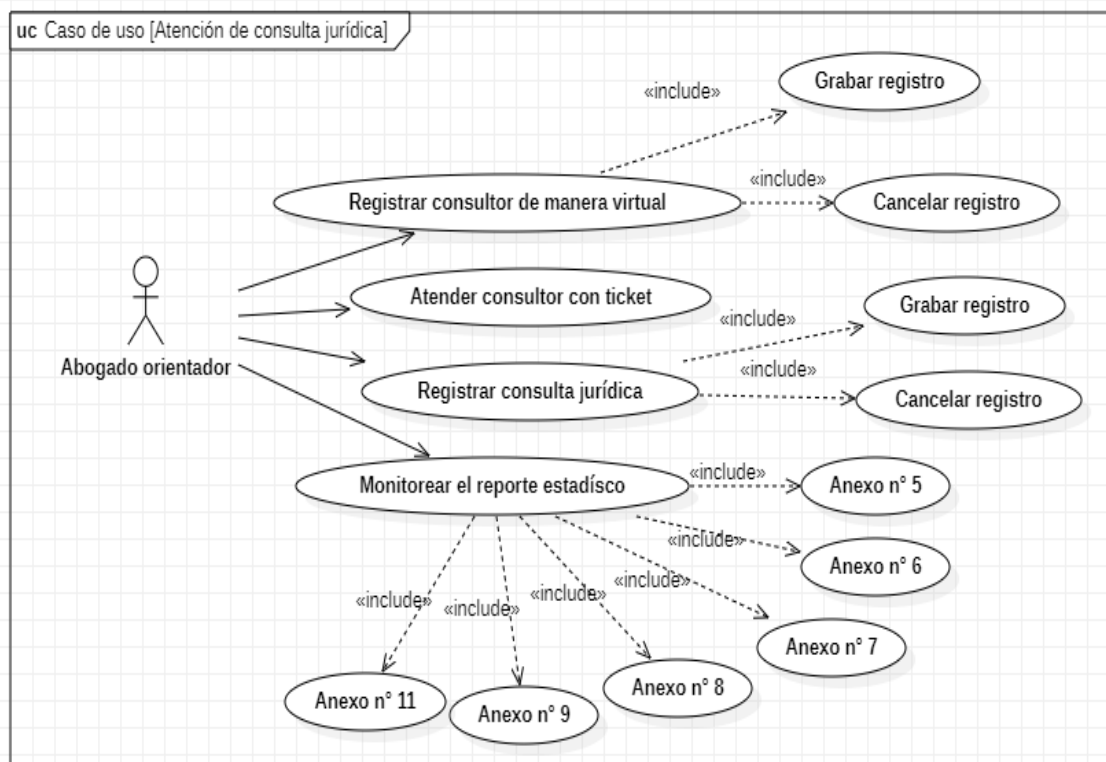 uc Caso de uso [Atención de consulta jurídica]
Grabar registro
«include»
«include»
Registrar consultor de manera virtual
Cancelar registro
Atender consultor con ticket
Grabar registro
«include»
Abogado orientador
«include»
Registrar consulta jurídica
Cancelar registro
«include»
Monitorear el reporte estadísco
Anexo n° 5
«include»
Anexo n° 6
«include»
«include»
«include»
«include»
Anexo n° 7
Anexo n° 8
Anexo n° 11
Anexo n° 9